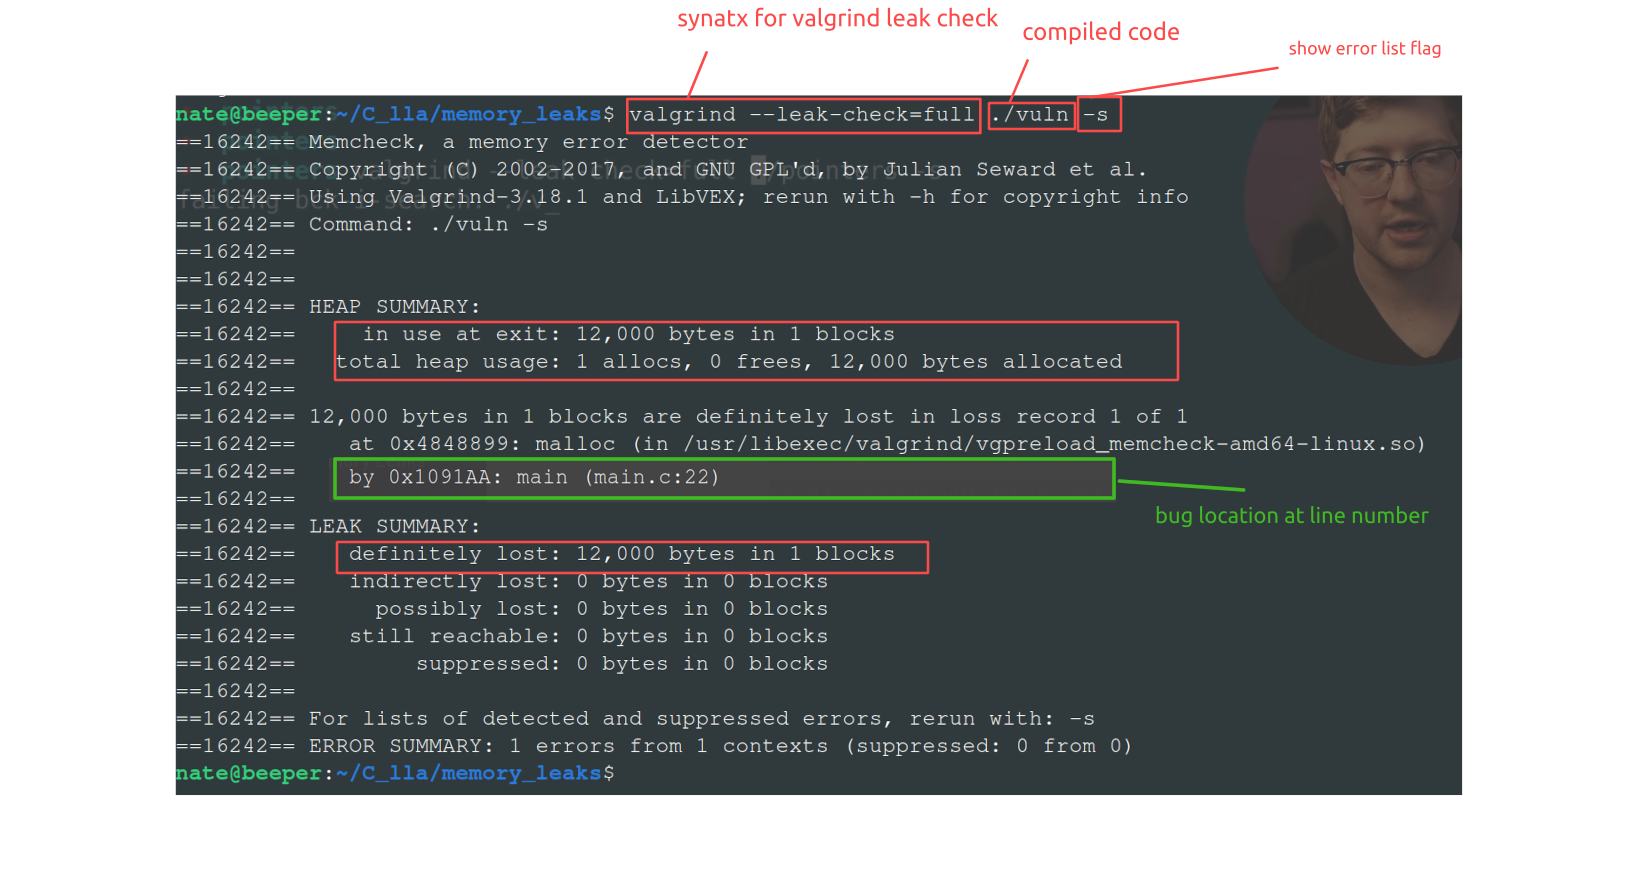 synatx for valgrind leak check
compiled code
show error list flag
nate@beeper:~/C_lla/memory_leaks$ valgrind --leak-check=full ./vuln -s
==16242== Memcheck, a memory error detector
==16242== Copyright (C) 2002-2017, and GNU GPL'd, by Julian Seward et al.
==16242== Using Valgrind-3.18.1 and LibVEX; rerun with -h for copyright info
==16242== Command: ./vuln -s
==16242==
==16242==
==16242== HEAP SUMMARY:
==16242==     in use at exit: 12,000 bytes in 1 blocks
==16242==   total heap usage: 1 allocs, 0 frees, 12,000 bytes allocated
==16242==
==16242== 12,000 bytes in 1 blocks are definitely lost in loss record 1 of 1
==16242==    at 0x4848899: malloc (in /usr/libexec/valgrind/vgpreload_memcheck-amd64-linux.so)
==16242==    by 0x1091AA: main (main.c:22)
==16242==
bug location at line number
==16242== LEAK SUMMARY:
==16242==    definitely lost: 12,000 bytes in 1 blocks
==16242==    indirectly lost: 0 bytes in 0 blocks
==16242==      possibly lost: 0 bytes in 0 blocks
==16242==    still reachable: 0 bytes in 0 blocks
==16242==         suppressed: 0 bytes in 0 blocks
==16242==
==16242== For lists of detected and suppressed errors, rerun with: -s
==16242== ERROR SUMMARY: 1 errors from 1 contexts (suppressed: 0 from 0)
nate@beeper:~/C_lla/memory_leaks$